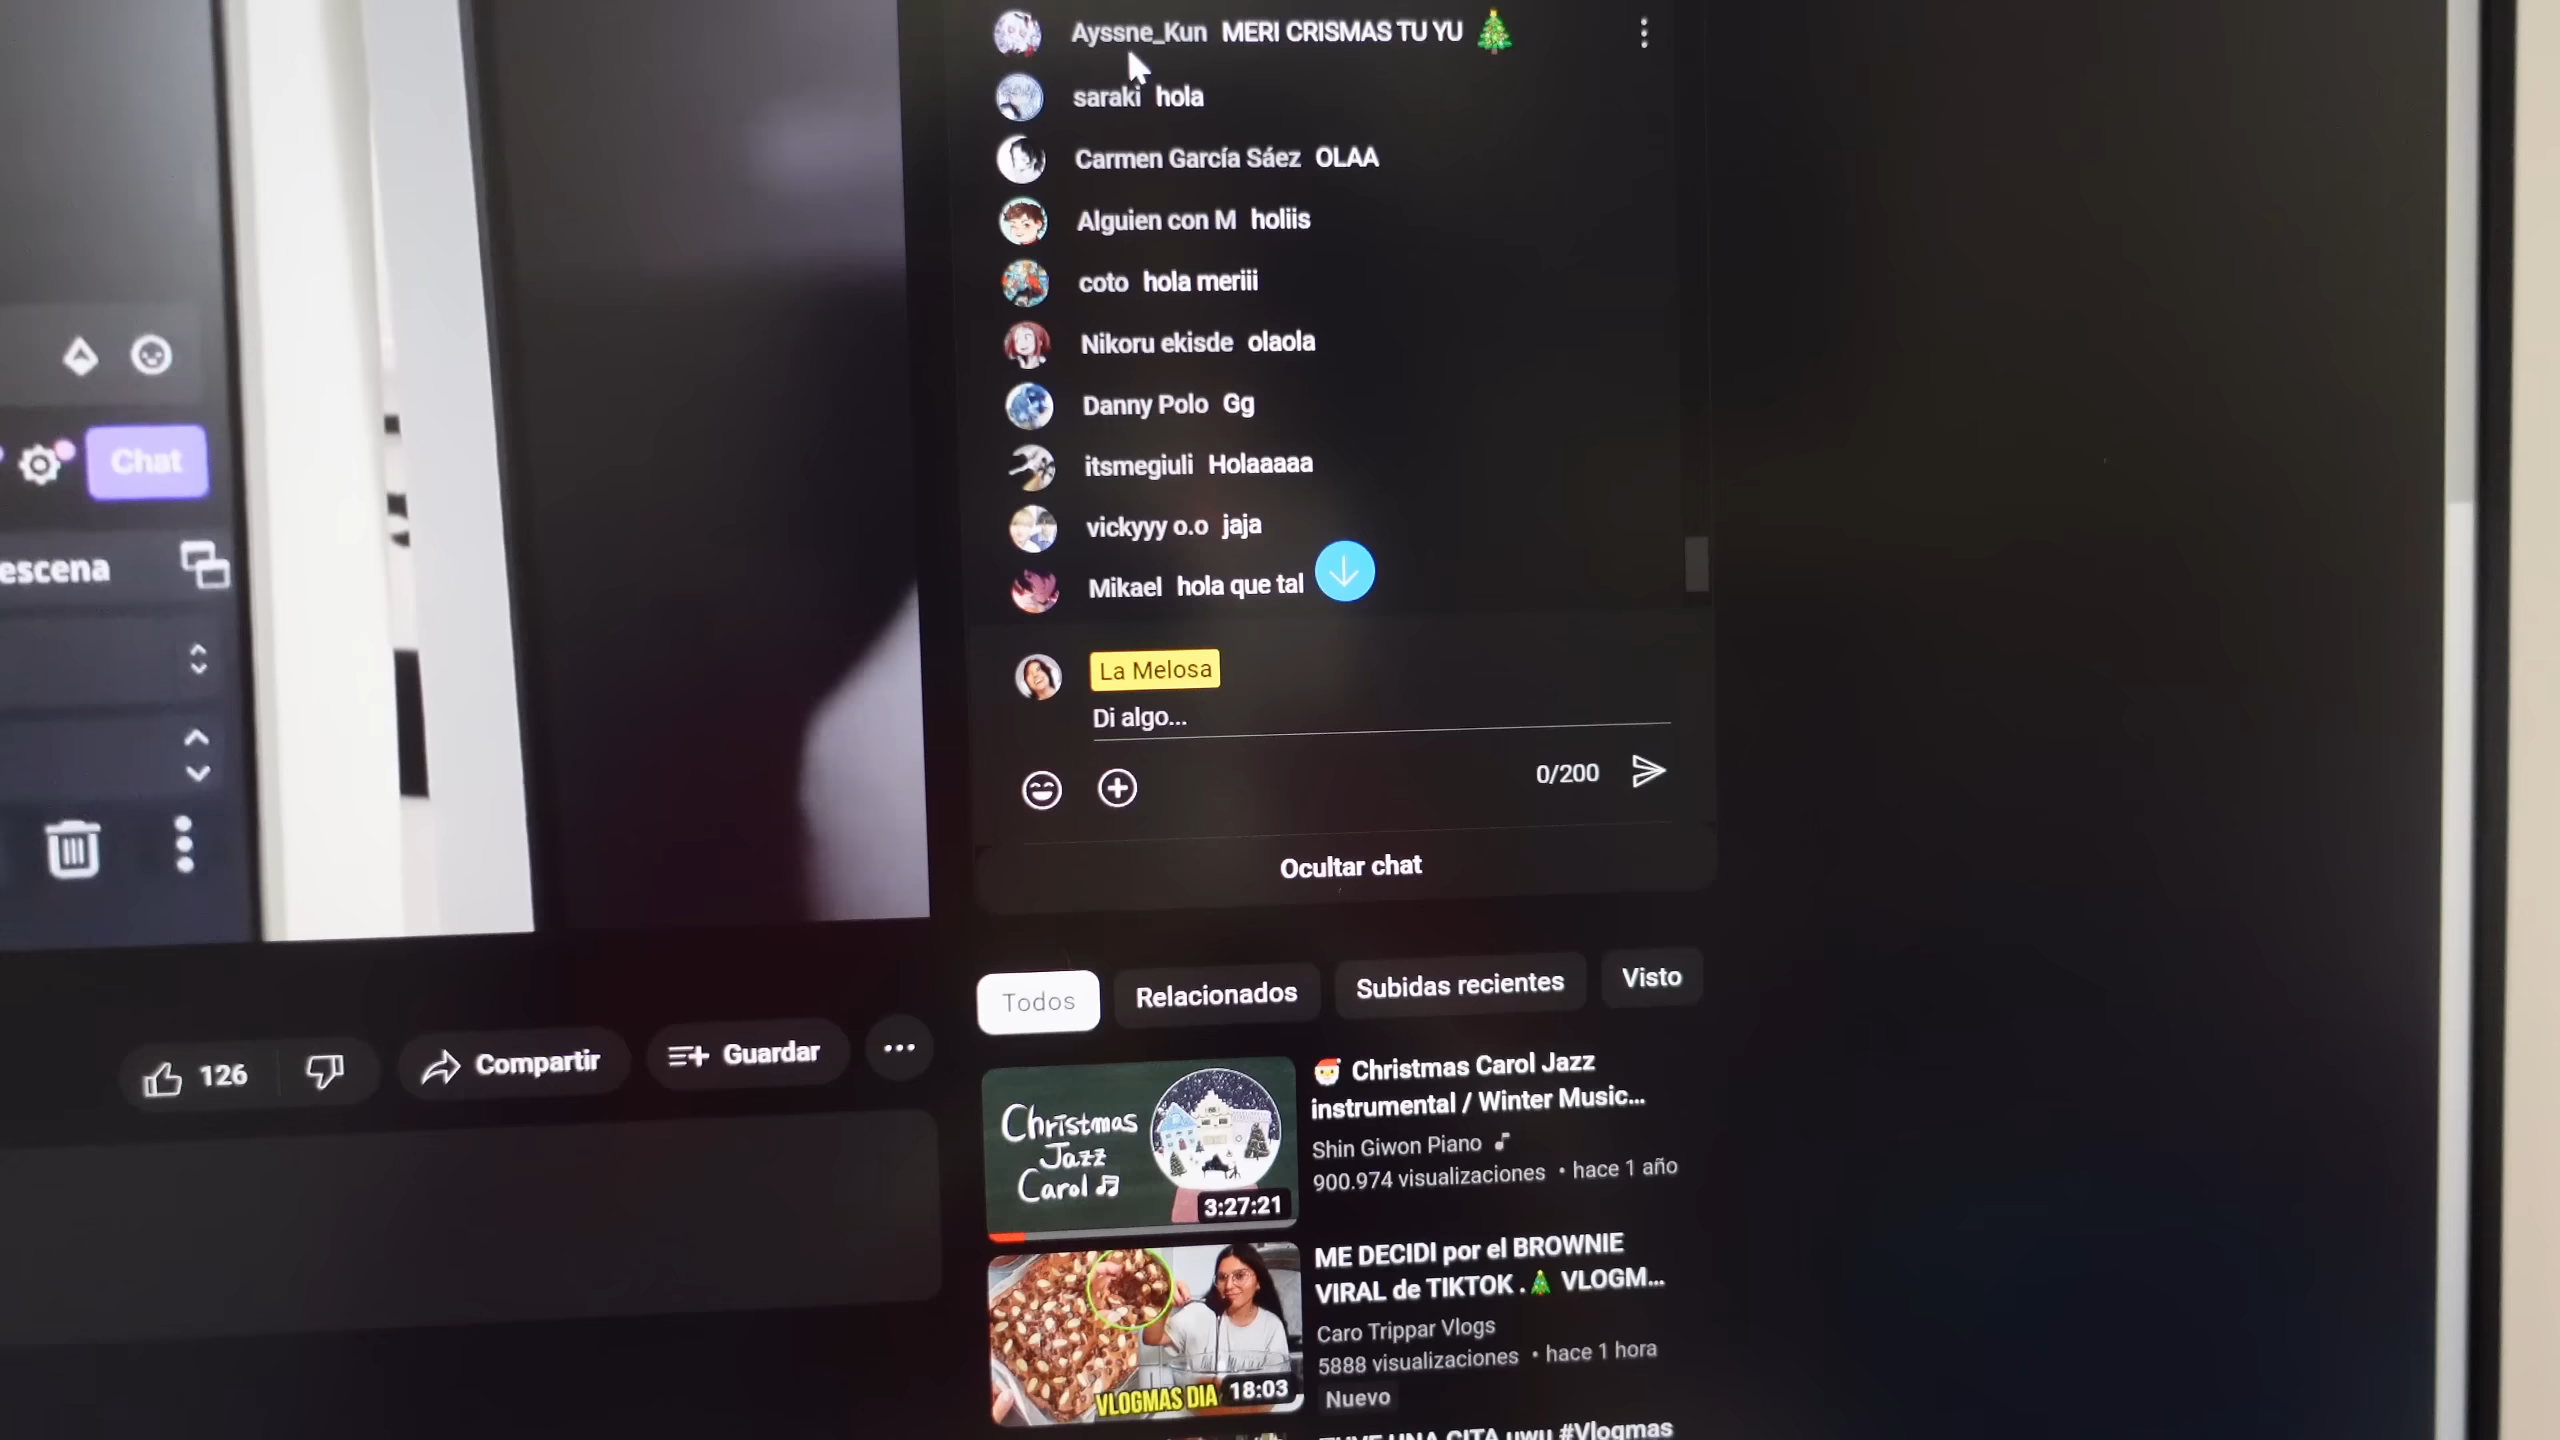 Ayssne_Kun MERI CRISMAS TU YU 🎄
saraki hola
Carmen García Sáez OLAA
Alguien con M holiis
coto hola meriii
Nikoru ekisde olaola
Danny Polo Gg
itsmegiuli Holaaaaa
vickyyy o.o jaja
Mikael hola que tal
La Melosa
Di algo...
0/200
Ocultar chat
Chat
escena
126
Compartir
Guardar
Todos
Relacionados
Subidas recientes
Visto
Christmas
Jazz
Carol
3:27:21
🎅 Christmas Carol Jazz
instrumental / Winter Music...
Shin Giwon Piano
900.974 visualizaciones • hace 1 año
VLOGMAS DIA
18:03
ME DECIDI por el BROWNIE
VIRAL de TIKTOK .🎄 VLOGM...
Caro Trippar Vlogs
5888 visualizaciones • hace 1 hora
Nuevo
UNA CITA uwu #Vlogmas